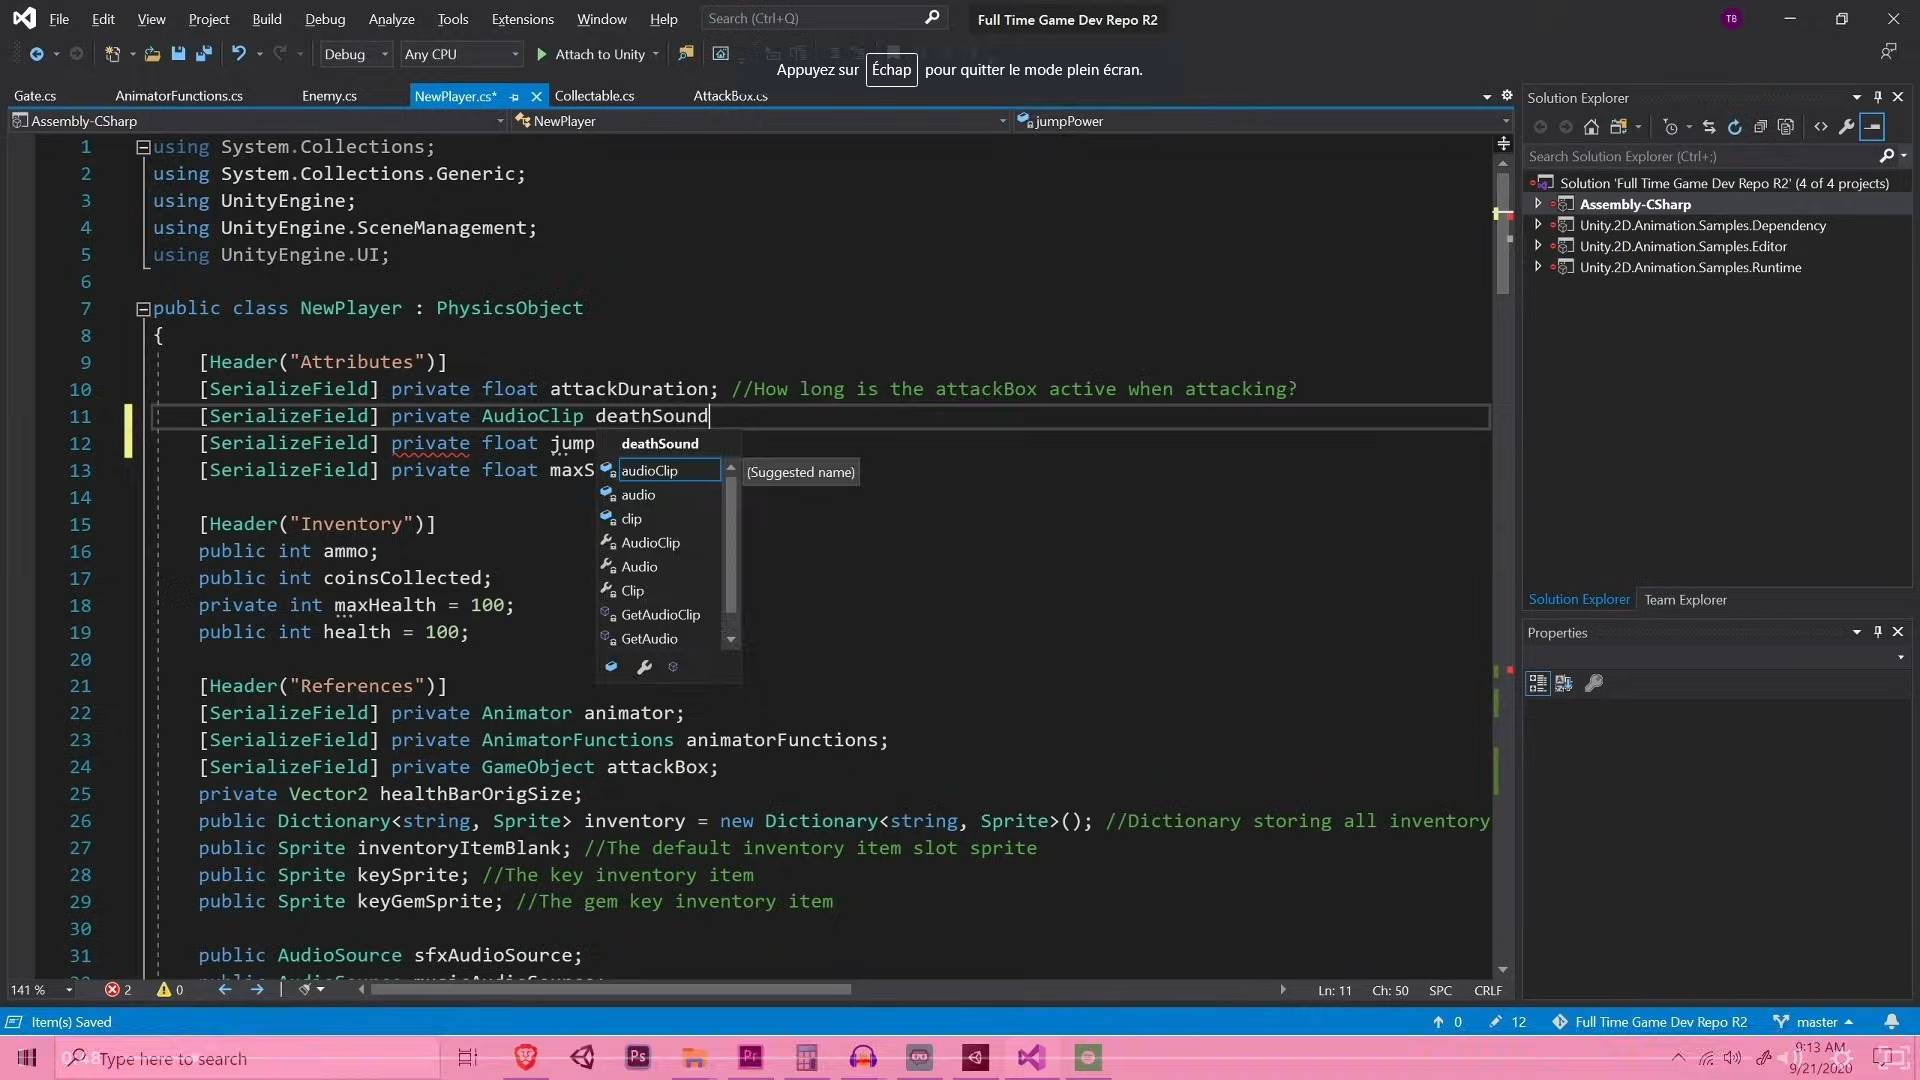 File Edit View Project Build Debug Analyze Tools Extensions Window Help Search (Ctrl+Q) Full Time Game Dev Repo R2 TB
Debug Any CPU Attach to Unity
Appuyez sur Échap pour quitter le mode plein écran.
Gate.cs AnimatorFunctions.cs Enemy.cs NewPlayer.cs* Collectable.cs AttackBox.cs
Assembly-CSharp NewPlayer jumpPower
1 using System.Collections;
2 using System.Collections.Generic;
3 using UnityEngine;
4 using UnityEngine.SceneManagement;
5 using UnityEngine.UI;
6
7 public class NewPlayer : PhysicsObject
8 {
9 [Header("Attributes")]
10 [SerializeField] private float attackDuration; //How long is the attackBox active when attacking?
11 [SerializeField] private AudioClip deathSound
12 [SerializeField] private float jump
13 [SerializeField] private float maxS
14
15 [Header("Inventory")]
16 public int ammo;
17 public int coinsCollected;
18 private int maxHealth = 100;
19 public int health = 100;
20
21 [Header("References")]
22 [SerializeField] private Animator animator;
23 [SerializeField] private AnimatorFunctions animatorFunctions;
24 [SerializeField] private GameObject attackBox;
25 private Vector2 healthBarOrigSize;
26 public Dictionary<string, Sprite> inventory = new Dictionary<string, Sprite>(); //Dictionary storing all inventory
27 public Sprite inventoryItemBlank; //The default inventory item slot sprite
28 public Sprite keySprite; //The key inventory item
29 public Sprite keyGemSprite; //The gem key inventory item
30
31 public AudioSource sfxAudioSource;
deathSound
audioClip (Suggested name)
audio
clip
AudioClip
Audio
Clip
GetAudioClip
GetAudio
Solution Explorer
Search Solution Explorer (Ctrl+;)
Solution 'Full Time Game Dev Repo R2' (4 of 4 projects)
Assembly-CSharp
Unity.2D.Animation.Samples.Dependency
Unity.2D.Animation.Samples.Editor
Unity.2D.Animation.Samples.Runtime
Solution Explorer Team Explorer
Properties
141 % 2 0 Ln: 11 Ch: 50 SPC CRLF
Item(s) Saved 0 12 Full Time Game Dev Repo R2 master
Type here to search Ps Pr 9:13 AM
9/21/2020